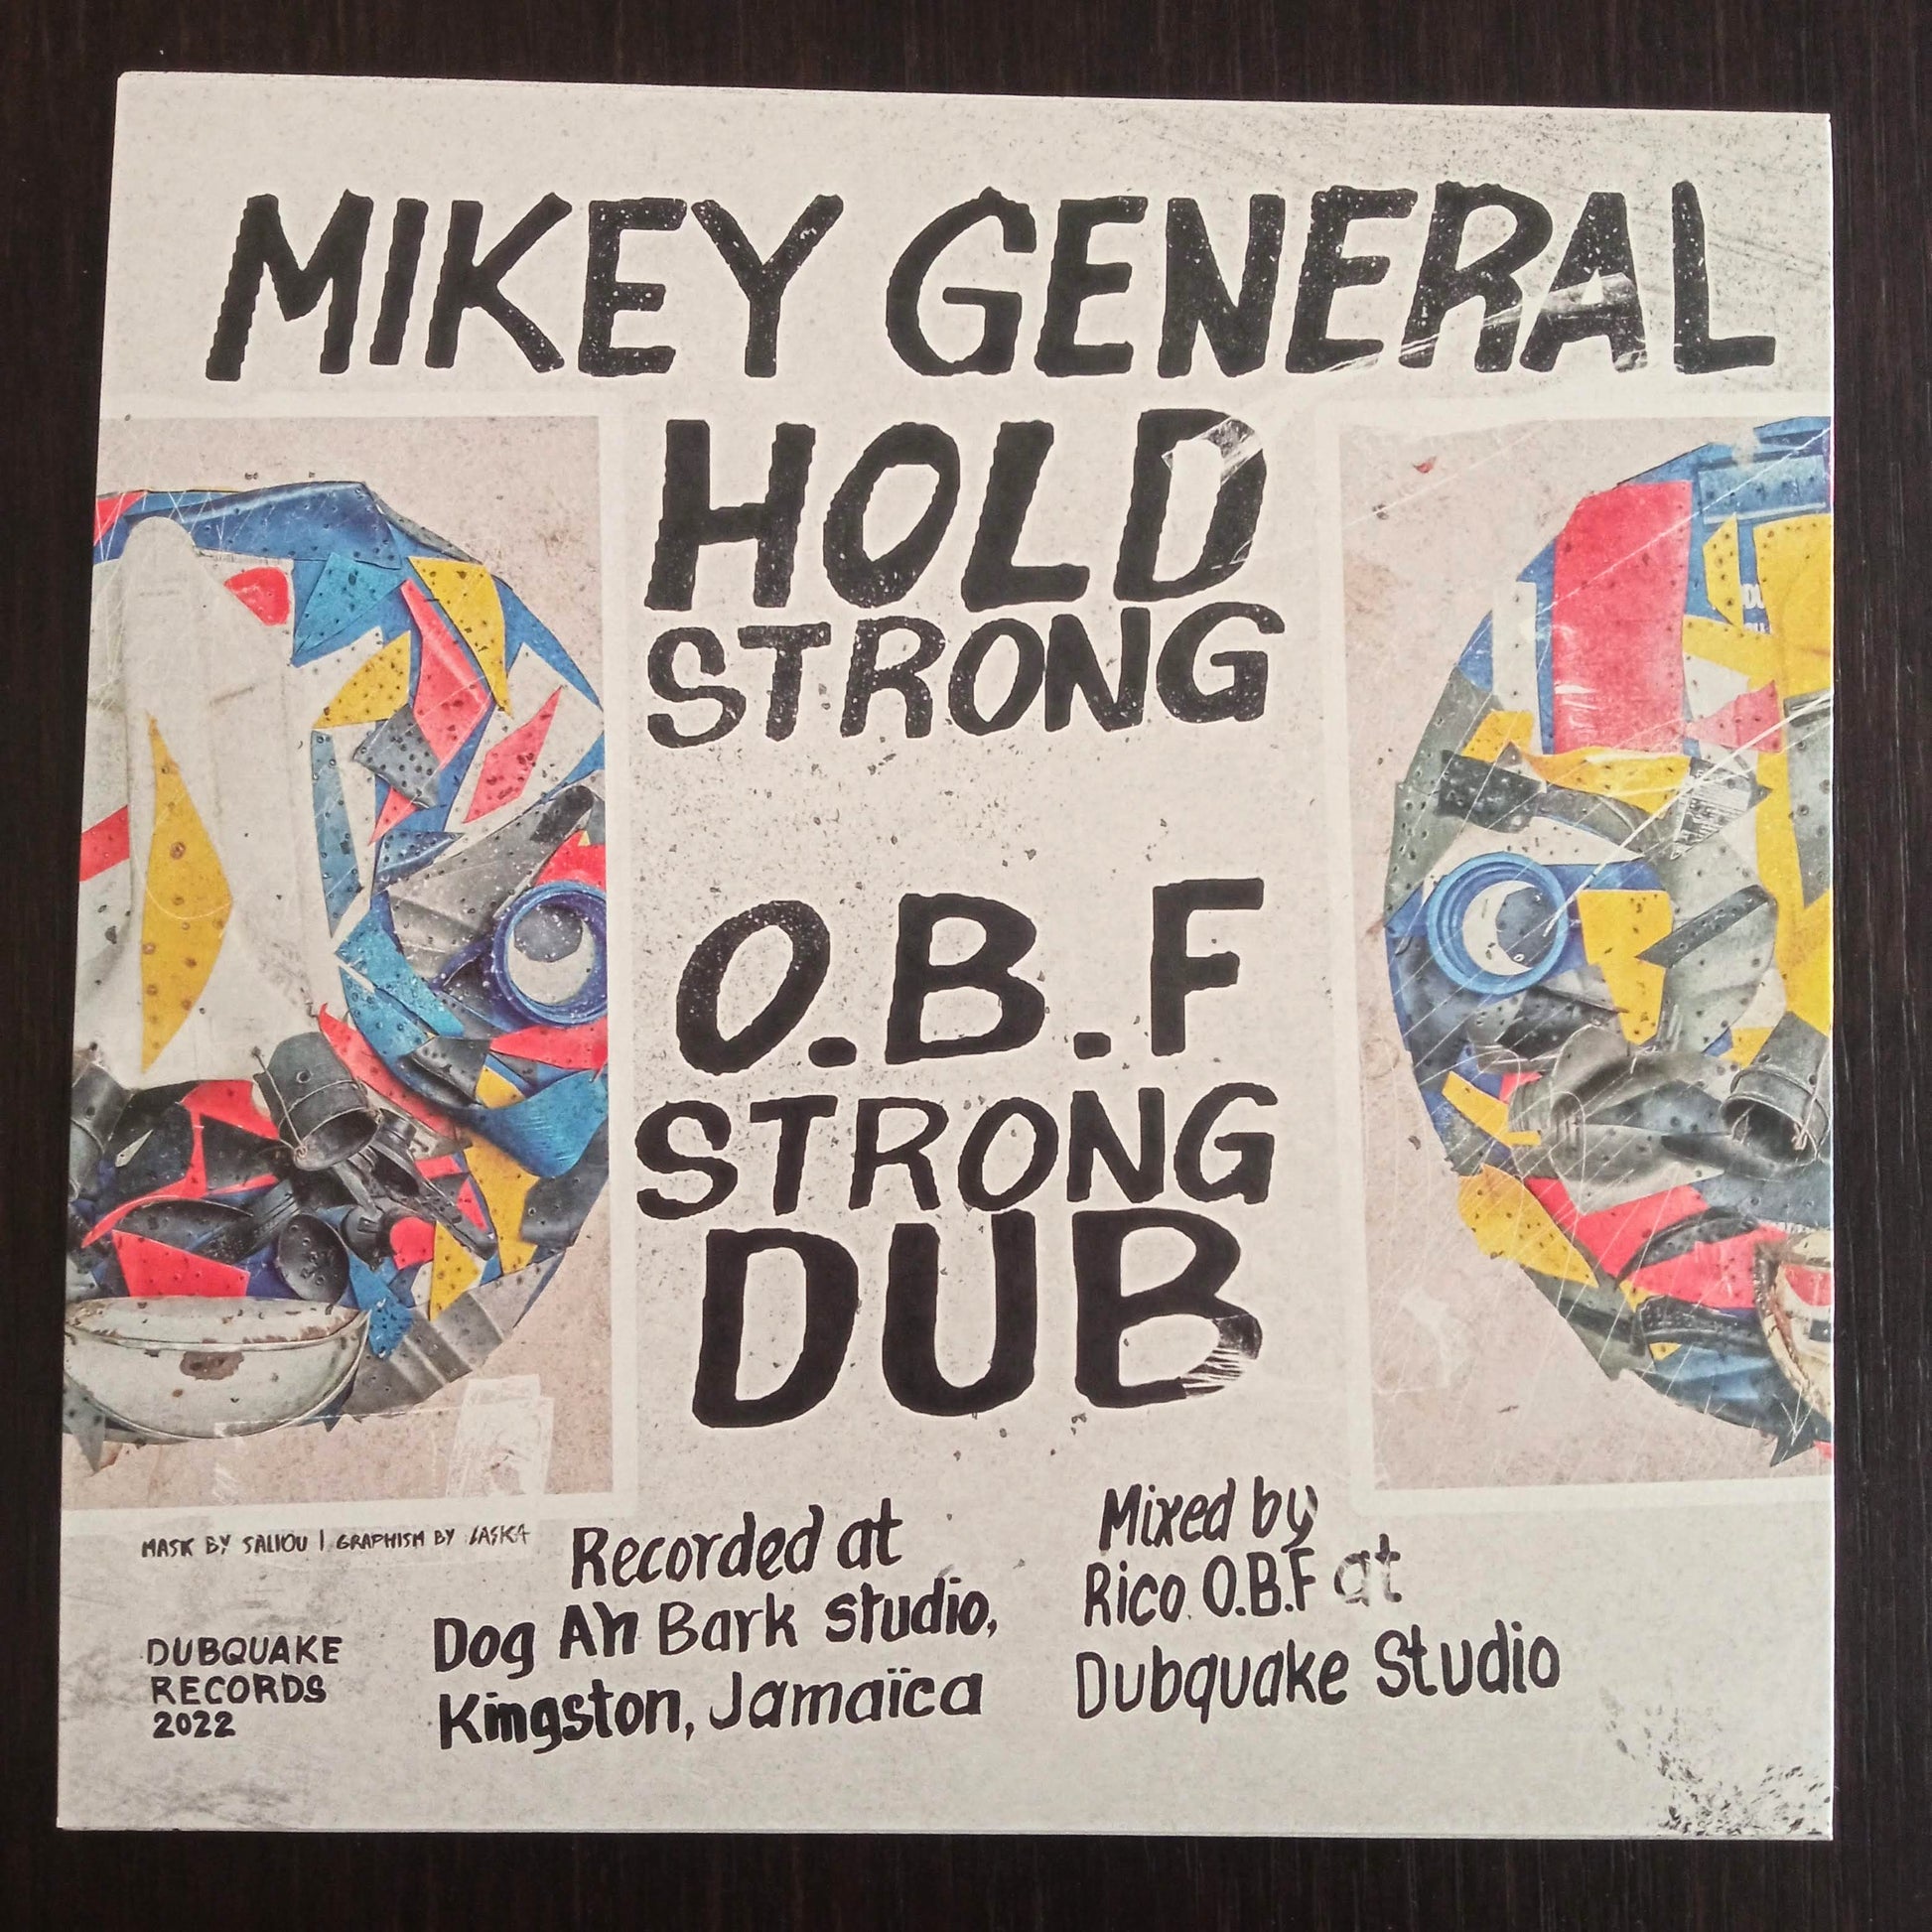 MIKEY GENERAL
HOLD
STRONG
O.B.F
STRONG
DUB
MASK BY SALIOU | GRAPHISM BY LASKA
Recorded at
Dog Ah Bark studio,
Kingston, Jamaïca
Mixed by
Rico O.B.F at
Dubquake Studio
DUBQUAKE
RECORDS
2022